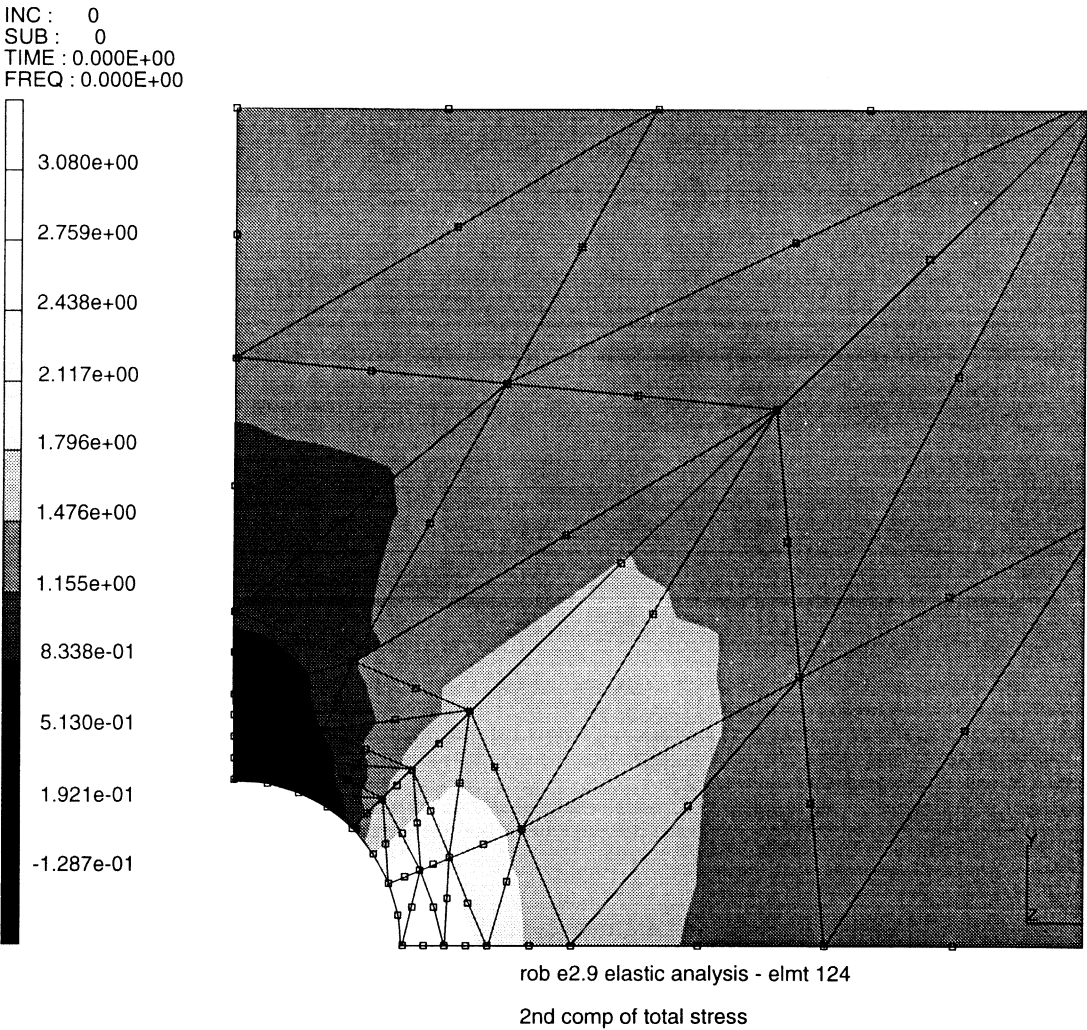 INC : 0
SUB : 0
TIME : 0.000E+00
FREQ : 0.000E+00
3.080e+00
2.759e+00
2.438e+00
2.117e+00
1.796e+00
1.476e+00
1.155e+00
8.338e-01
5.130e-01
1.921e-01
-1.287e-01
Y
Z
rob e2.9 elastic analysis - elmt 124
2nd comp of total stress